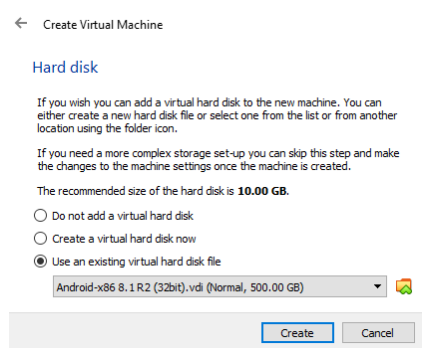 Create Virtual Machine
Hard disk
If you wish you can add a virtual hard disk to the new machine. You can
either create a new hard disk file or select one from the list or from another
location using the folder icon.
If you need a more complex storage set-up you can skip this step and make
the changes to the machine settings once the machine is created.
The recommended size of the hard disk is 10.00 GB.
Do not add a virtual hard disk
Create a virtual hard disk now
Use an existing virtual hard disk file
Android-x86 8.1 R2 (32bit).vdi (Normal, 500.00 GB)
Create Cancel